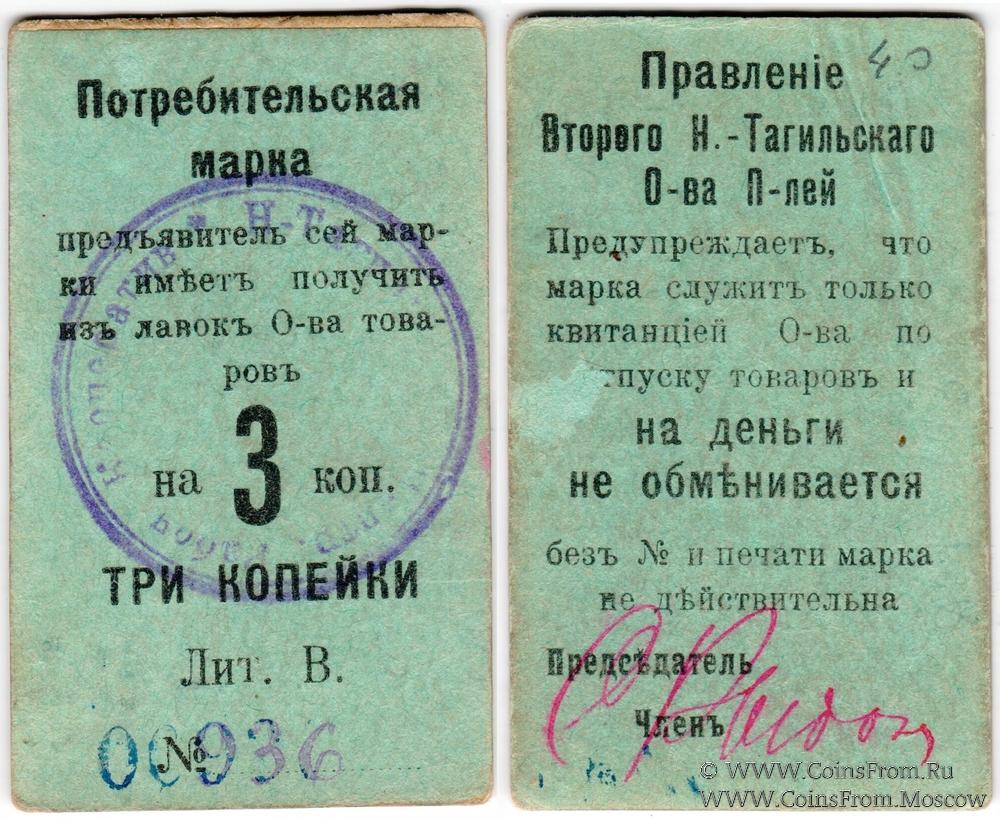 Потребительская
марка
предъявитель сей мар-
ки имѣетъ получить
изъ лавокъ О-ва това-
ровъ
на 3 коп.
ТРИ КОПЕЙКИ
Лит. В.
№ 00936
Правленіе
40
Второго Н.-Тагильскаго
О-ва П-лей
Предупреждаетъ, что
марка служитъ только
квитанціей О-ва по
тпуску товаровъ и
на деньги
не обмѣнивается
безъ № и печати марка
не дѣйствительна
Предсѣдатель
Членъ
© WWW.CoinsFrom.Ru
WWW.CoinsFrom.Moscow